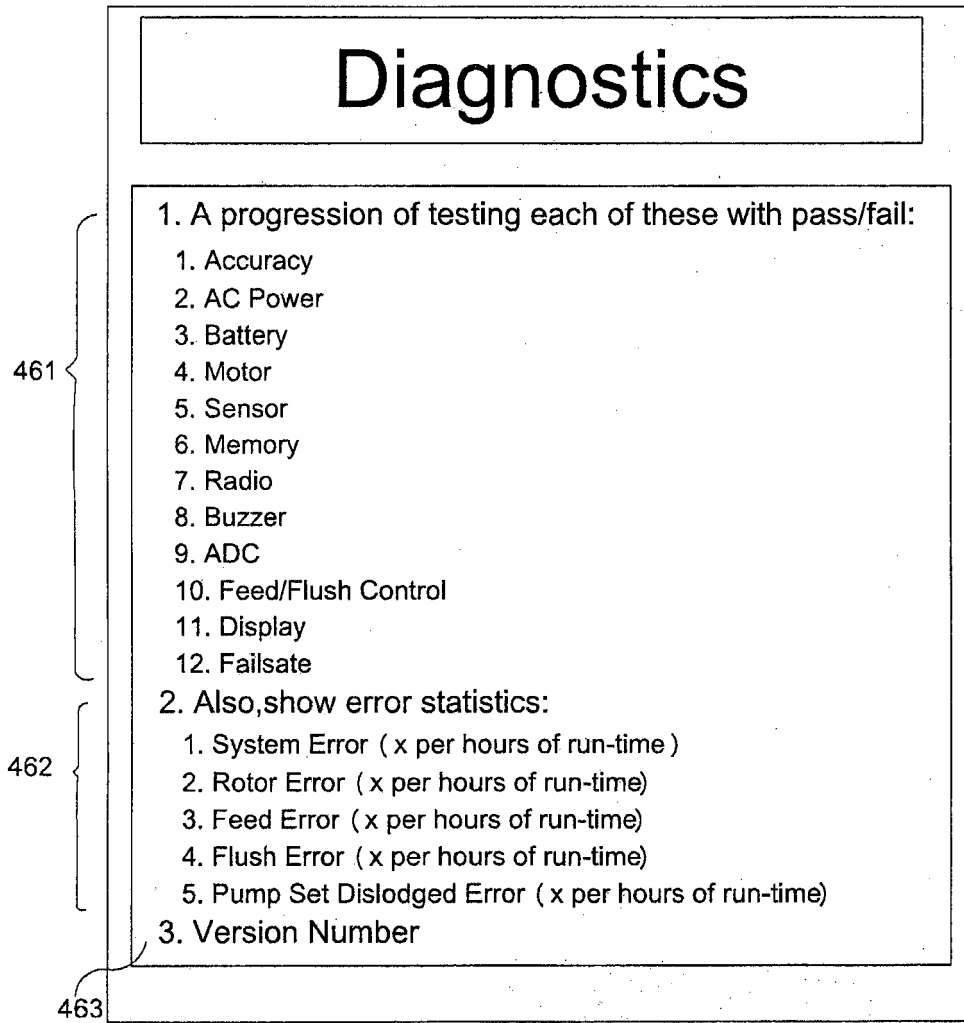 Diagnostics
1. A progression of testing each of these with pass/fail:
1. Accuracy
2. AC Power
3. Battery
4. Motor
461
5. Sensor
6. Memory
7. Radio
8. Buzzer
9. ADC
10. Feed/Flush Control
11. Display
12. Failsate
2. Also,show error statistics:
1. System Error ( x per hours of run-time )
462
2. Rotor Error ( x per hours of run-time)
3. Feed Error ( x per hours of run-time)
4. Flush Error ( x per hours of run-time)
5. Pump Set Dislodged Error ( x per hours of run-time)
3. Version Number
463